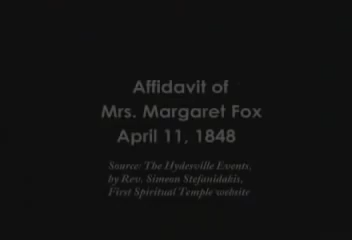 Affidavit of
Mrs. Margaret Fox
April 11, 1848
Source: The Hydesville Events,
by Rev. Simeon Stefanidakis,
First Spiritual Temple website